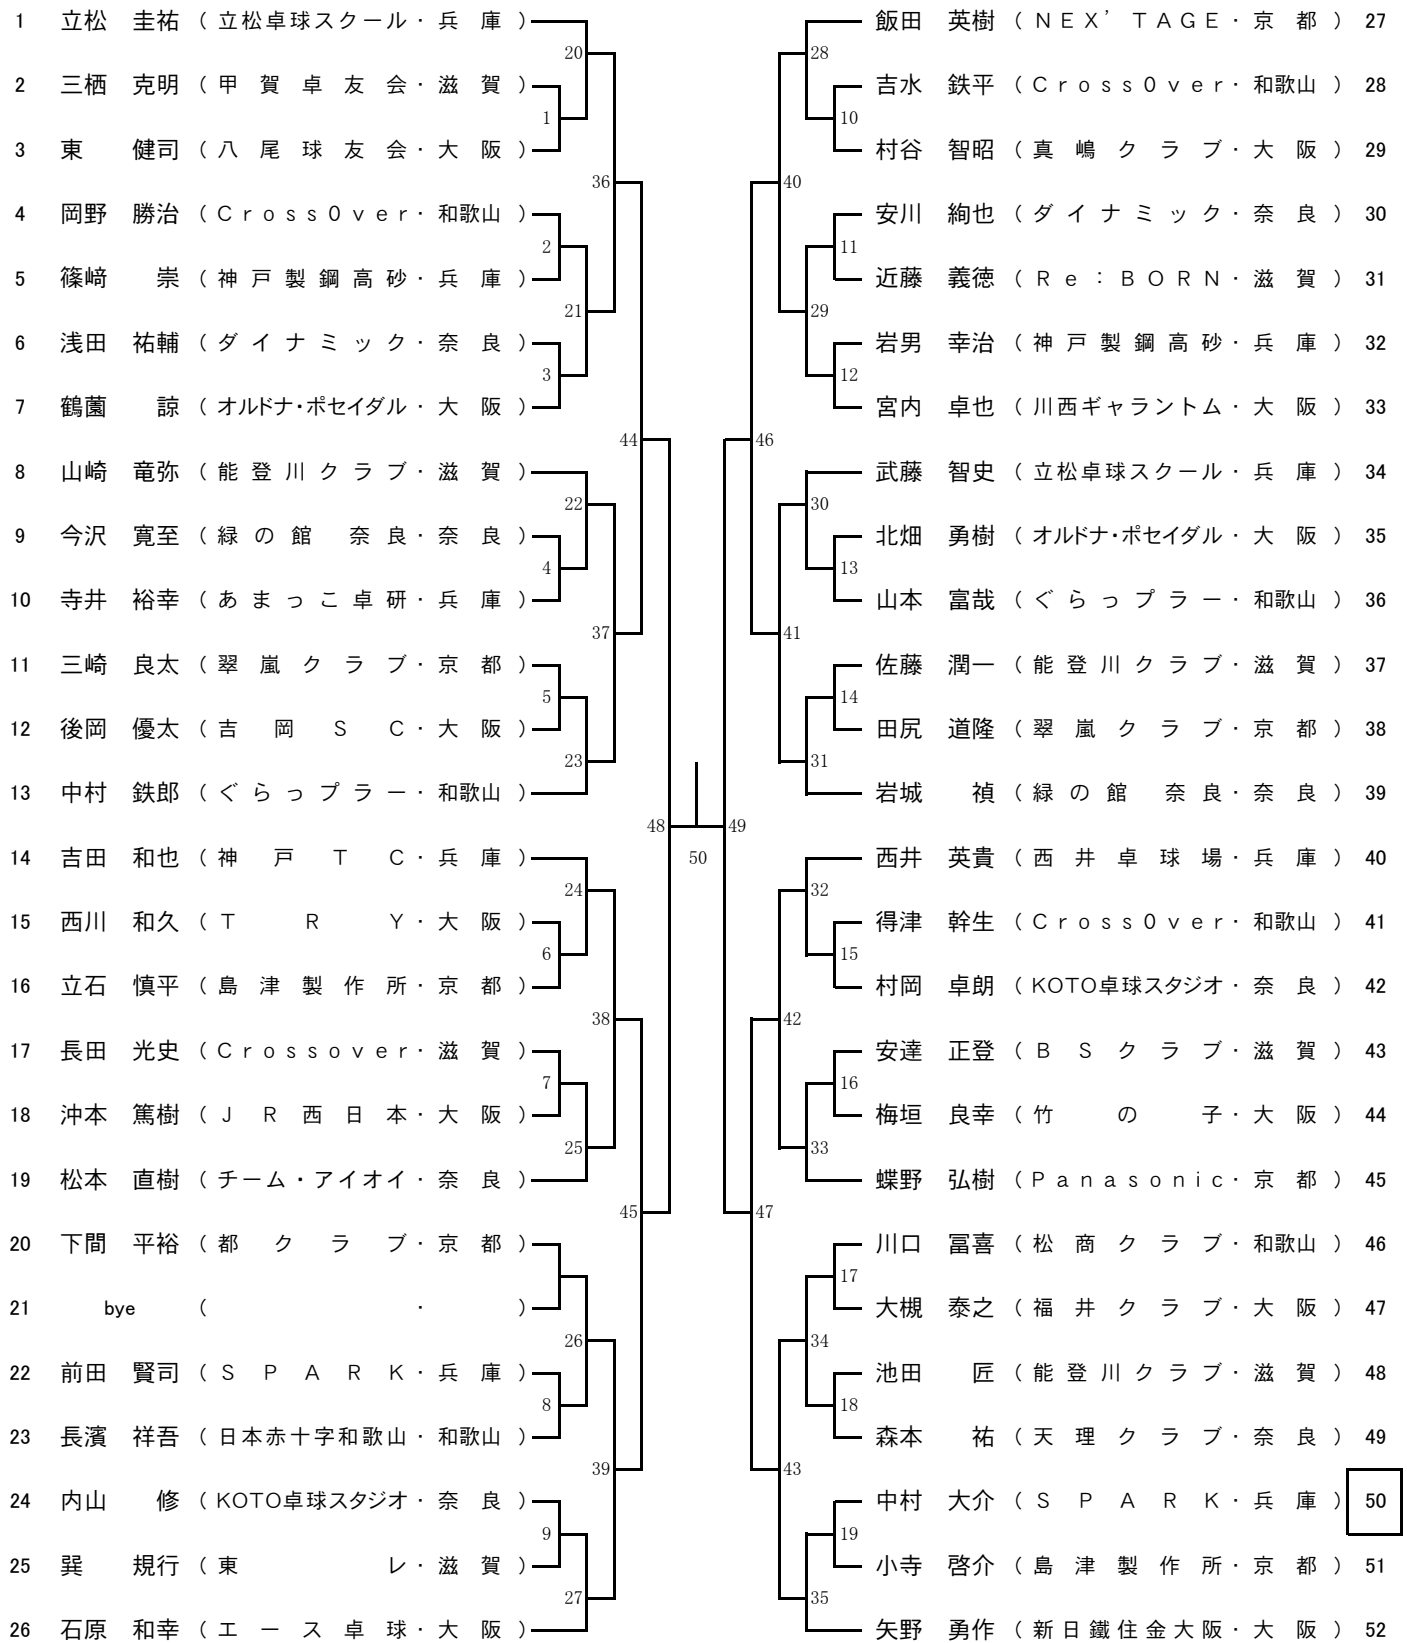 1 立松 圭祐 （ 立松卓球スクール ・ 兵 庫 ）
20
2 三栖 克明 （ 甲 賀 卓 友 会 ・ 滋 賀 ）
1
3 東 健司 （ 八 尾 球 友 会 ・ 大 阪 ）
36
4 岡野 勝治 （ Ｃｒｏｓｓ０ｖｅｒ ・ 和歌山 ）
2
5 篠﨑 崇 （ 神戸製鋼高砂 ・ 兵 庫 ）
21
6 浅田 祐輔 （ ダイナミック ・ 奈 良 ）
3
7 鶴薗 諒 （ オルドナ・ポセイダル ・ 大 阪 ）
44
8 山崎 竜弥 （ 能登川クラブ ・ 滋 賀 ）
22
9 今沢 寛至 （ 緑の館 奈良 ・ 奈 良 ）
4
10 寺井 裕幸 （ あまっこ卓研 ・ 兵 庫 ）
37
11 三崎 良太 （ 翠嵐クラブ ・ 京 都 ）
5
12 後岡 優太 （ 吉 岡 Ｓ Ｃ ・ 大 阪 ）
23
13 中村 鉄郎 （ ぐらっプラー ・ 和歌山 ）
48
14 吉田 和也 （ 神 戸 Ｔ Ｃ ・ 兵 庫 ）
24
15 西川 和久 （ Ｔ Ｒ Ｙ ・ 大 阪 ）
6
16 立石 慎平 （ 島津製作所 ・ 京 都 ）
38
17 長田 光史 （ Ｃｒｏｓｓｏｖｅｒ ・ 滋 賀 ）
7
18 沖本 篤樹 （ ＪＲ西日本 ・ 大 阪 ）
25
19 松本 直樹 （ チーム・アイオイ ・ 奈 良 ）
45
20 下間 平裕 （ 都 ク ラ ブ ・ 京 都 ）
21 bye （ ・ ）
26
22 前田 賢司 （ Ｓ Ｐ Ａ Ｒ Ｋ ・ 兵 庫 ）
8
23 長濱 祥吾 （ 日本赤十字和歌山 ・ 和歌山 ）
39
24 内山 修 （ KOTO卓球スタジオ ・ 奈 良 ）
9
25 巽 規行 （ 東 レ ・ 滋 賀 ）
27
26 石原 和幸 （ エース卓球 ・ 大 阪 ）
50
飯田 英樹 （ ＮＥＸ’ＴＡＧＥ ・ 京 都 ） 27
28
吉水 鉄平 （ Ｃｒｏｓｓ０ｖｅｒ ・ 和歌山 ） 28
10
村谷 智昭 （ 真嶋クラブ ・ 大 阪 ） 29
40
安川 絢也 （ ダイナミック ・ 奈 良 ） 30
11
近藤 義徳 （ Ｒｅ：ＢＯＲＮ ・ 滋 賀 ） 31
29
岩男 幸治 （ 神戸製鋼高砂 ・ 兵 庫 ） 32
12
宮内 卓也 （ 川西ギャラントム ・ 大 阪 ） 33
46
武藤 智史 （ 立松卓球スクール ・ 兵 庫 ） 34
30
北畑 勇樹 （ オルドナ・ポセイダル ・ 大 阪 ） 35
13
山本 富哉 （ ぐらっプラー ・ 和歌山 ） 36
41
佐藤 潤一 （ 能登川クラブ ・ 滋 賀 ） 37
14
田尻 道隆 （ 翠嵐クラブ ・ 京 都 ） 38
31
岩城 禎 （ 緑の館 奈良 ・ 奈 良 ） 39
49
西井 英貴 （ 西井卓球場 ・ 兵 庫 ） 40
32
得津 幹生 （ Ｃｒｏｓｓ０ｖｅｒ ・ 和歌山 ） 41
15
村岡 卓朗 （ KOTO卓球スタジオ ・ 奈 良 ） 42
42
安達 正登 （ ＢＳクラブ ・ 滋 賀 ） 43
16
梅垣 良幸 （ 竹 の 子 ・ 大 阪 ） 44
33
蝶野 弘樹 （ Ｐａｎａｓｏｎｉｃ ・ 京 都 ） 45
47
川口 冨喜 （ 松商クラブ ・ 和歌山 ） 46
17
大槻 泰之 （ 福井クラブ ・ 大 阪 ） 47
34
池田 匠 （ 能登川クラブ ・ 滋 賀 ） 48
18
森本 祐 （ 天理クラブ ・ 奈 良 ） 49
43
中村 大介 （ Ｓ Ｐ Ａ Ｒ Ｋ ・ 兵 庫 ） 50
19
小寺 啓介 （ 島津製作所 ・ 京 都 ） 51
35
矢野 勇作 （ 新日鐵住金大阪 ・ 大 阪 ） 52